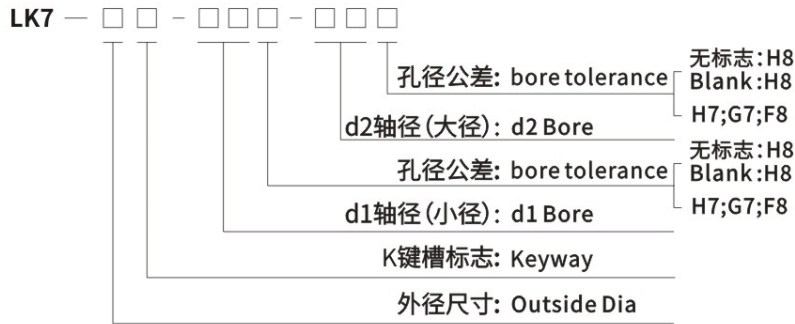 LK7 — □ □ - □ □ □ - □ □ □
无标志:H8
孔径公差: bore tolerance
Blank:H8
H7;G7;F8
d2轴径(大径): d2 Bore
无标志:H8
孔径公差: bore tolerance
Blank:H8
H7;G7;F8
d1轴径(小径): d1 Bore
K键槽标志: Keyway
外径尺寸: Outside Dia